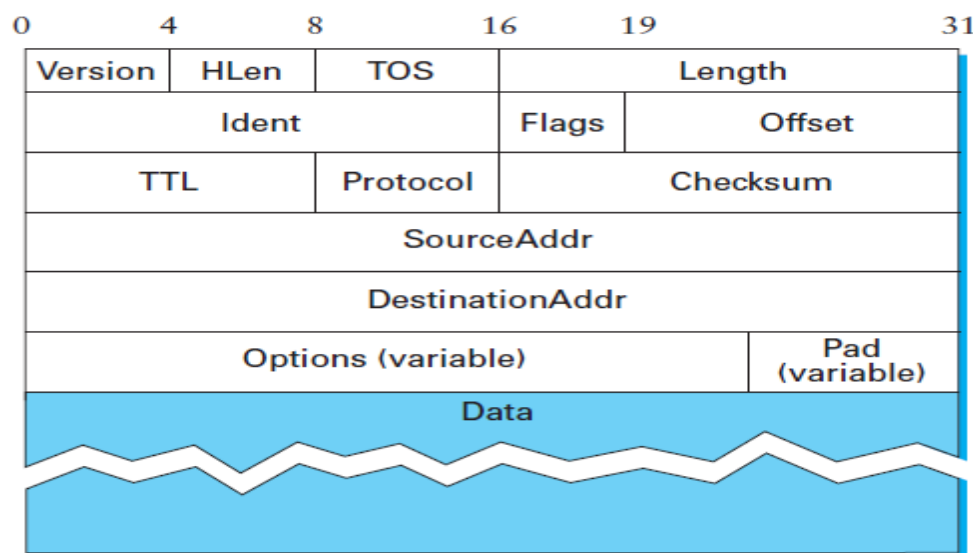 0 4 8 16 19 31
Version HLen TOS Length
Ident Flags Offset
TTL Protocol Checksum
SourceAddr
DestinationAddr
Options (variable) Pad
(variable)
Data